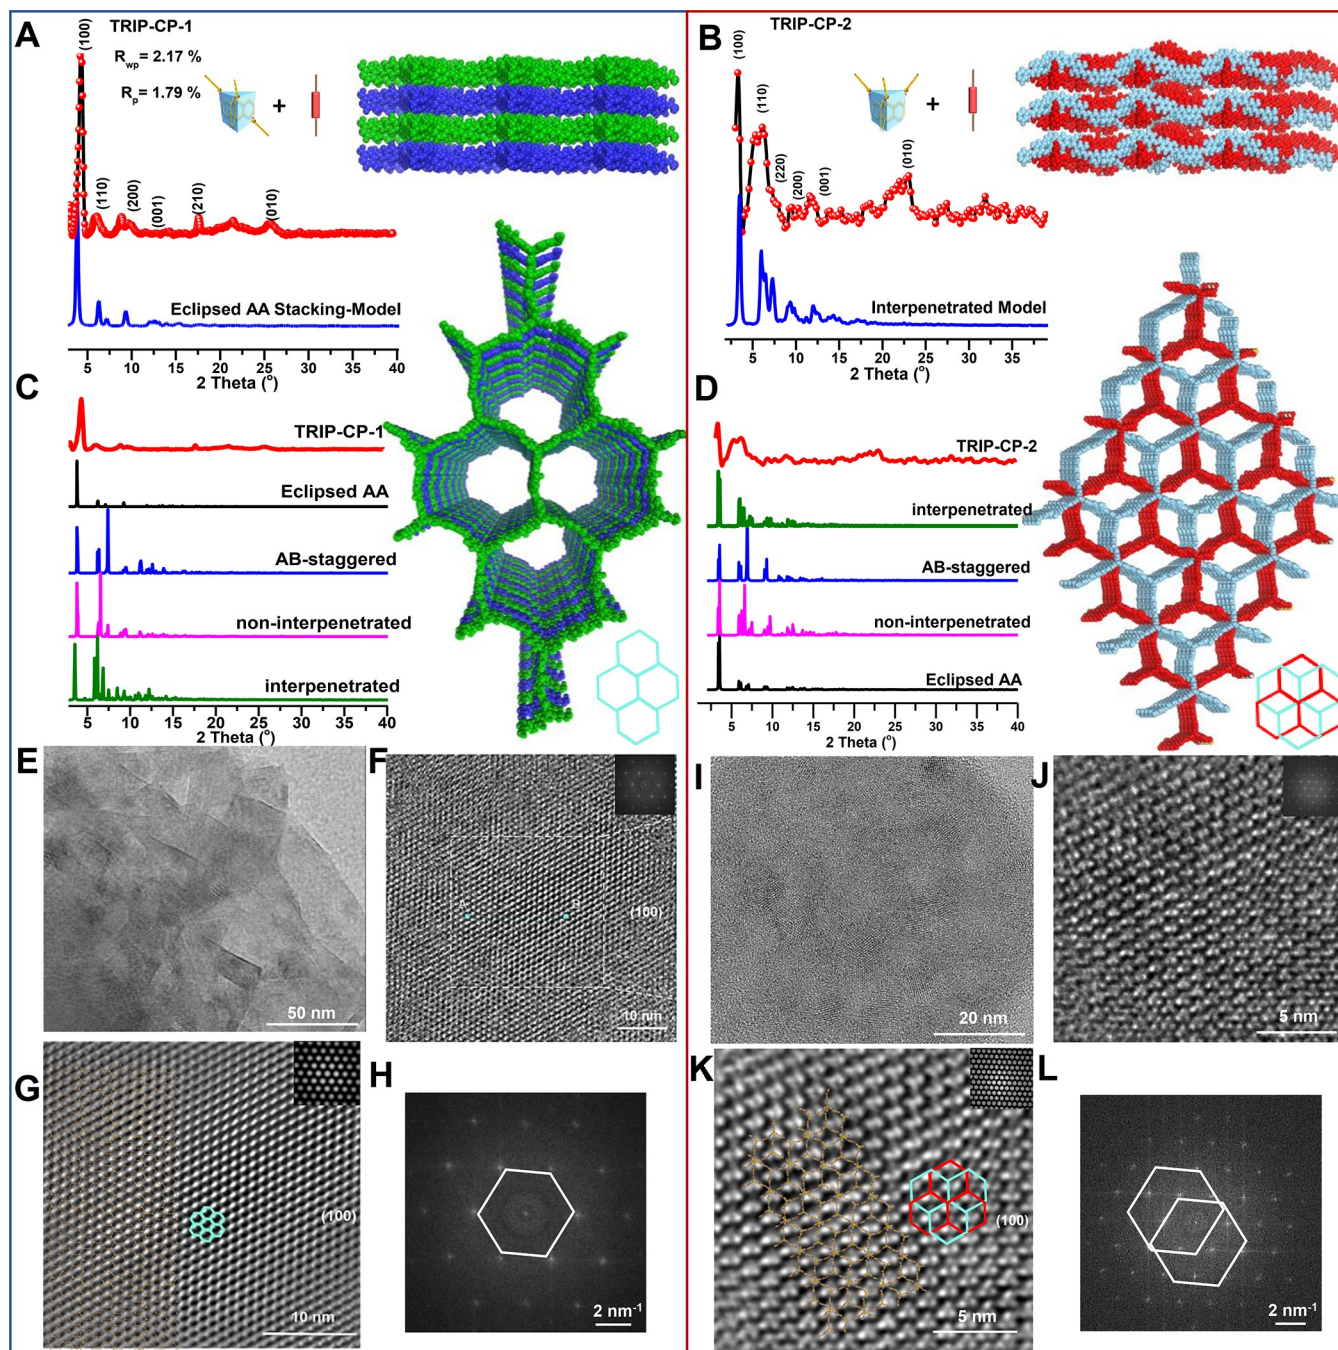 A
TRIP-CP-1
(100)
Rwp= 2.17 %
Rp= 1.79 %
+
(110)
(200)
(001)
(210)
(010)
Eclipsed AA Stacking-Model
5 10 15 20 25 30 35 40
2 Theta (o)
B
TRIP-CP-2
(100)
+
(110)
(220)
(200)
(001)
(010)
Interpenetrated Model
5 10 15 20 25 30 35
2 Theta (o)
C
TRIP-CP-1
Eclipsed AA
AB-staggered
non-interpenetrated
interpenetrated
5 10 15 20 25 30 35 40
2 Theta (o)
D
TRIP-CP-2
interpenetrated
AB-staggered
non-interpenetrated
Eclipsed AA
5 10 15 20 25 30 35 40
2 Theta (o)
E
50 nm
F
A B
(100)
10 nm
G
(100)
10 nm
H
2 nm-1
I
20 nm
J
5 nm
K
(100)
5 nm
L
2 nm-1